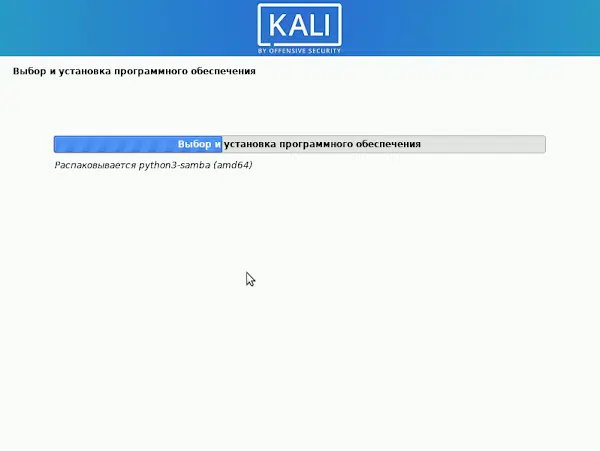 KALI
BY OFFENSIVE SECURITY
Выбор и установка программного обеспечения
Выбор и установка программного обеспечения
Распаковывается python3-samba (amd64)